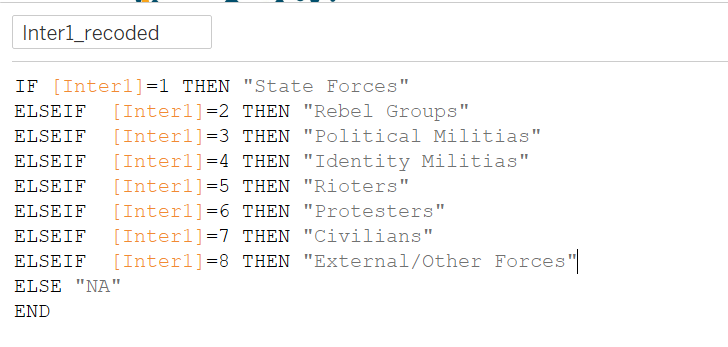 Inter1_recoded
IF [Inter1]=1 THEN "State Forces"
ELSEIF  [Inter1]=2 THEN "Rebel Groups"
ELSEIF  [Inter1]=3 THEN "Political Militias"
ELSEIF  [Inter1]=4 THEN "Identity Militias"
ELSEIF  [Inter1]=5 THEN "Rioters"
ELSEIF  [Inter1]=6 THEN "Protesters"
ELSEIF  [Inter1]=7 THEN "Civilians"
ELSEIF  [Inter1]=8 THEN "External/Other Forces"
ELSE "NA"
END